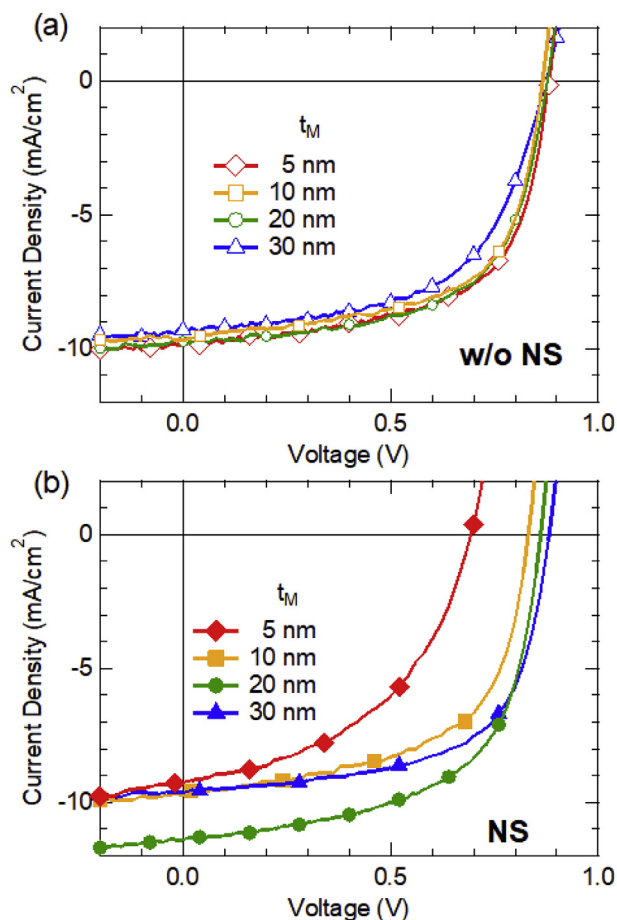 (a)
0
-5
-10
Current Density (mA/cm²)
t_M
5 nm
10 nm
20 nm
30 nm
w/o NS
0.0 0.5 1.0
Voltage (V)
(b)
0
-5
-10
Current Density (mA/cm²)
t_M
5 nm
10 nm
20 nm
30 nm
NS
0.0 0.5 1.0
Voltage (V)